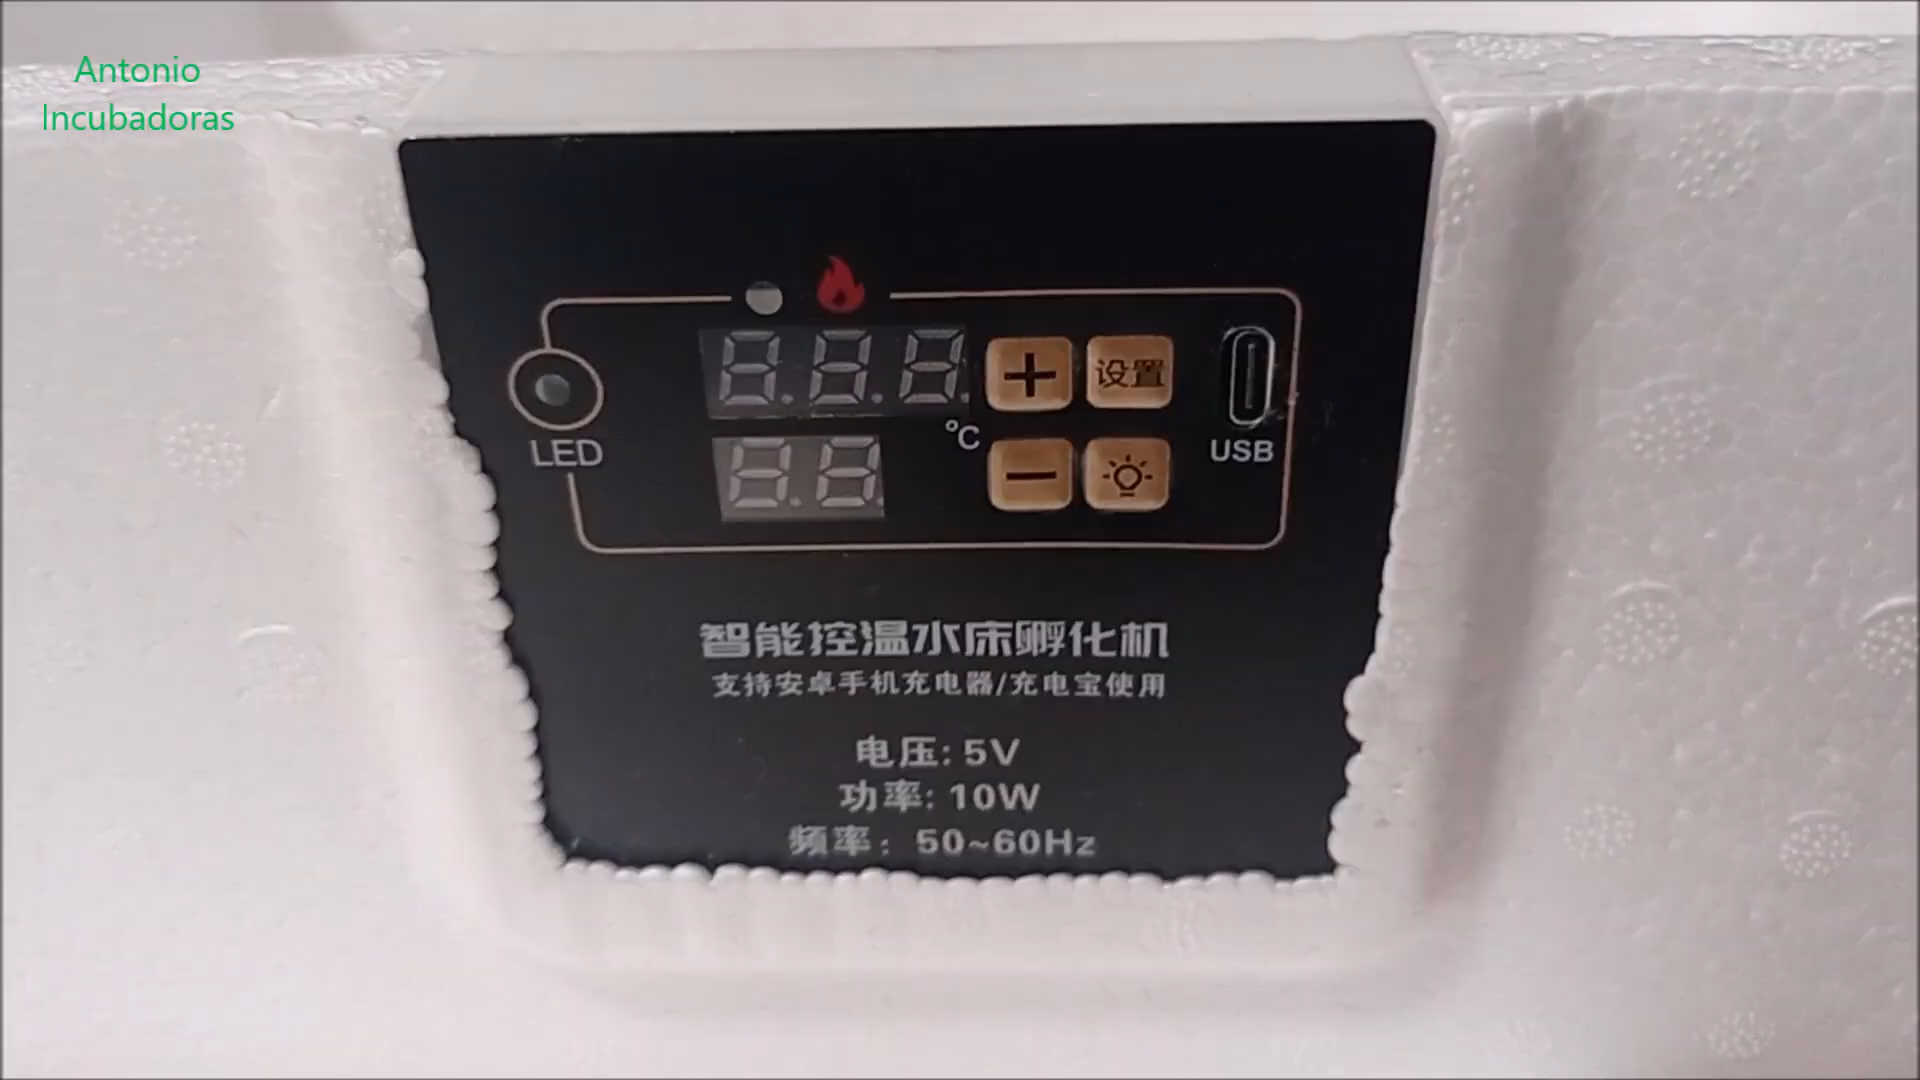 Antonio
Incubadoras
+ 设置
LED
°C
USB
−
智能控温水床孵化机
支持安卓手机充电器/充电宝使用
电压: 5V
功率: 10W
频率: 50~60Hz